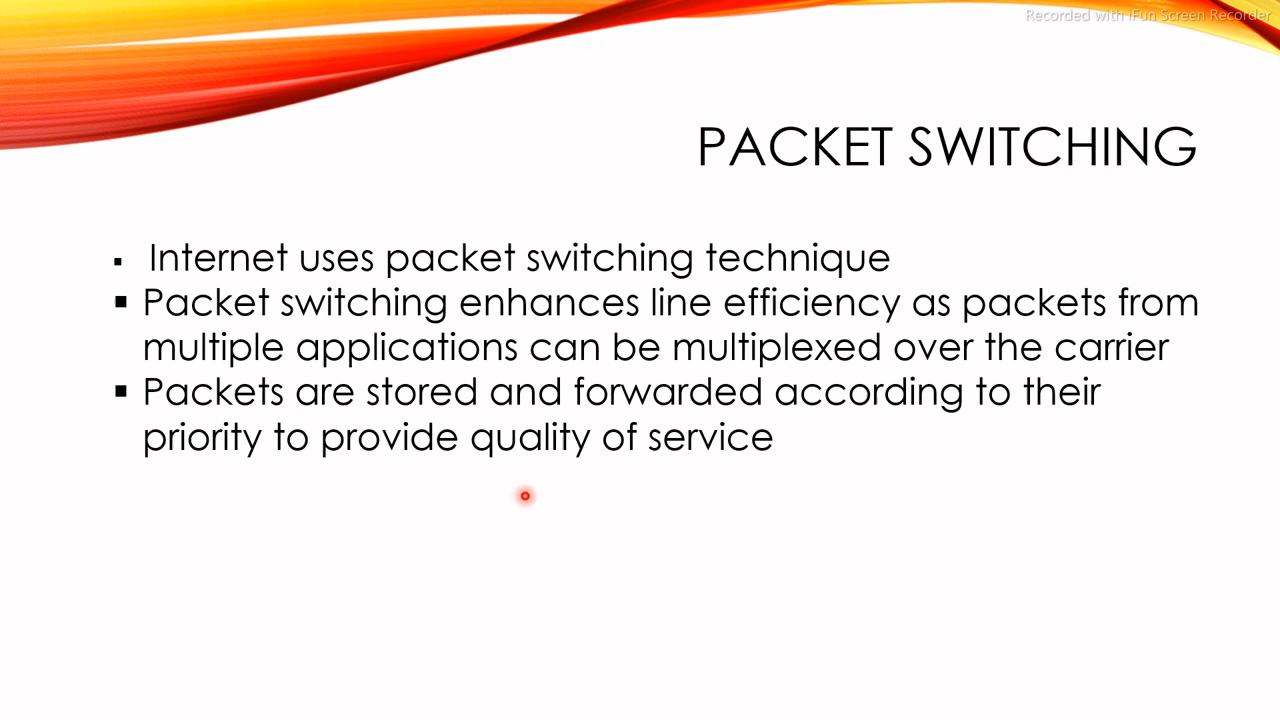 Recorded with iFun Screen Recorder
PACKET SWITCHING
▪ Internet uses packet switching technique
▪ Packet switching enhances line efficiency as packets from
multiple applications can be multiplexed over the carrier
▪ Packets are stored and forwarded according to their
priority to provide quality of service